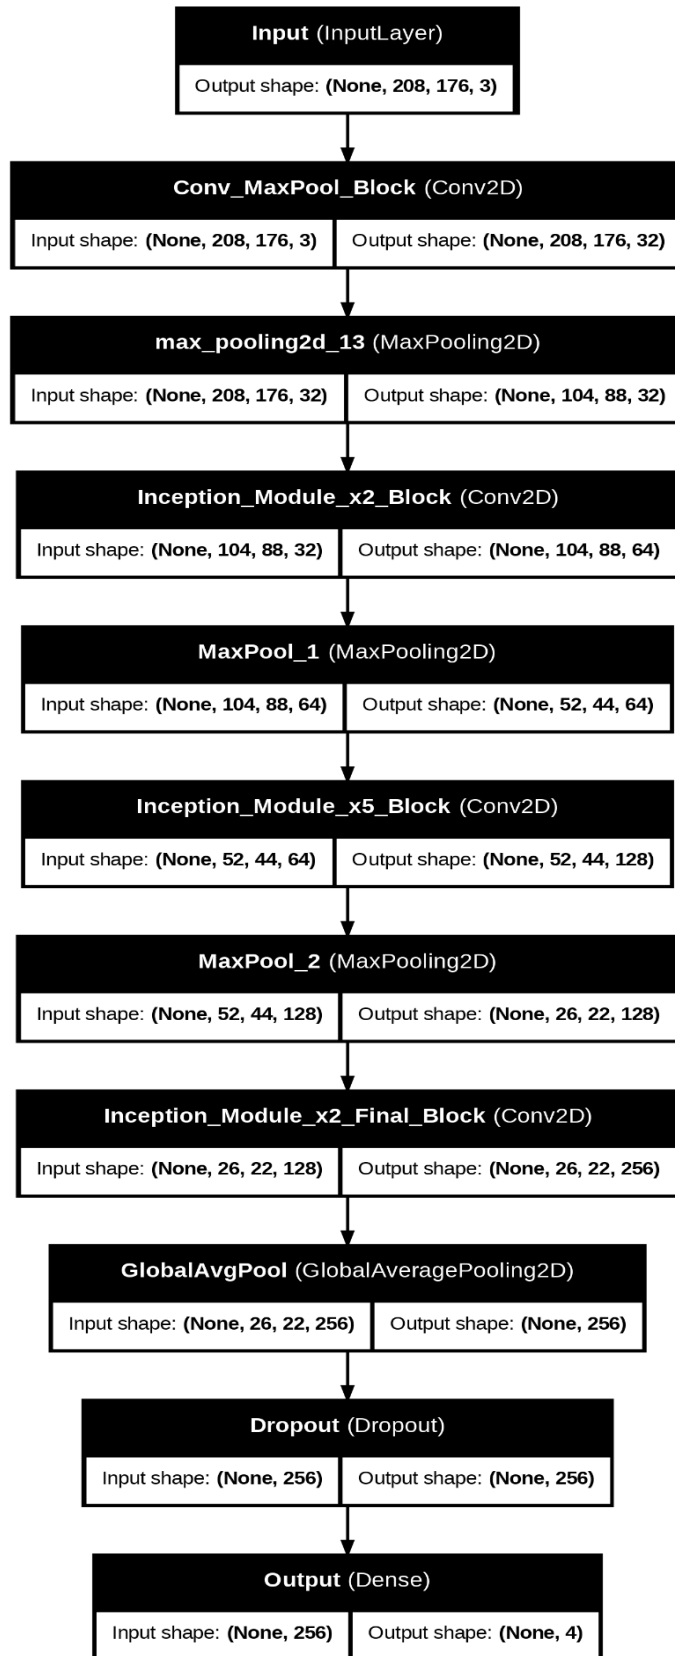 Input (InputLayer)
Output shape: (None, 208, 176, 3)
Conv_MaxPool_Block (Conv2D)
Input shape: (None, 208, 176, 3) Output shape: (None, 208, 176, 32)
max_pooling2d_13 (MaxPooling2D)
Input shape: (None, 208, 176, 32) Output shape: (None, 104, 88, 32)
Inception_Module_x2_Block (Conv2D)
Input shape: (None, 104, 88, 32) Output shape: (None, 104, 88, 64)
MaxPool_1 (MaxPooling2D)
Input shape: (None, 104, 88, 64) Output shape: (None, 52, 44, 64)
Inception_Module_x5_Block (Conv2D)
Input shape: (None, 52, 44, 64) Output shape: (None, 52, 44, 128)
MaxPool_2 (MaxPooling2D)
Input shape: (None, 52, 44, 128) Output shape: (None, 26, 22, 128)
Inception_Module_x2_Final_Block (Conv2D)
Input shape: (None, 26, 22, 128) Output shape: (None, 26, 22, 256)
GlobalAvgPool (GlobalAveragePooling2D)
Input shape: (None, 26, 22, 256) Output shape: (None, 256)
Dropout (Dropout)
Input shape: (None, 256) Output shape: (None, 256)
Output (Dense)
Input shape: (None, 256) Output shape: (None, 4)